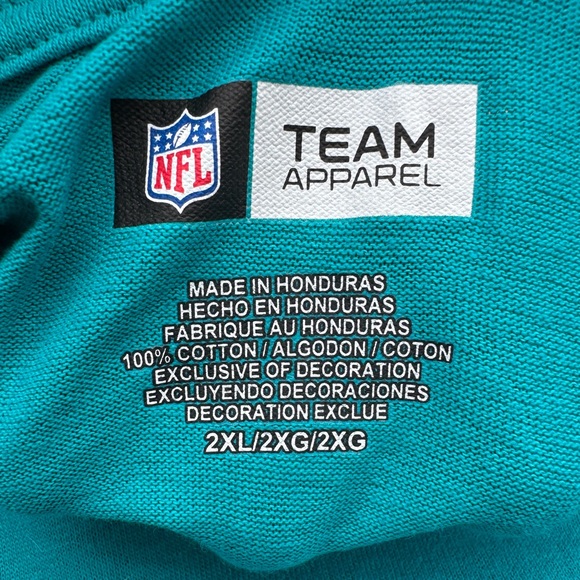 NFL
TEAM
APPAREL
MADE IN HONDURAS
HECHO EN HONDURAS
FABRIQUE AU HONDURAS
100% COTTON / ALGODON / COTON
EXCLUSIVE OF DECORATION
EXCLUYENDO DECORACIONES
DECORATION EXCLUE
2XL/2XG/2XG